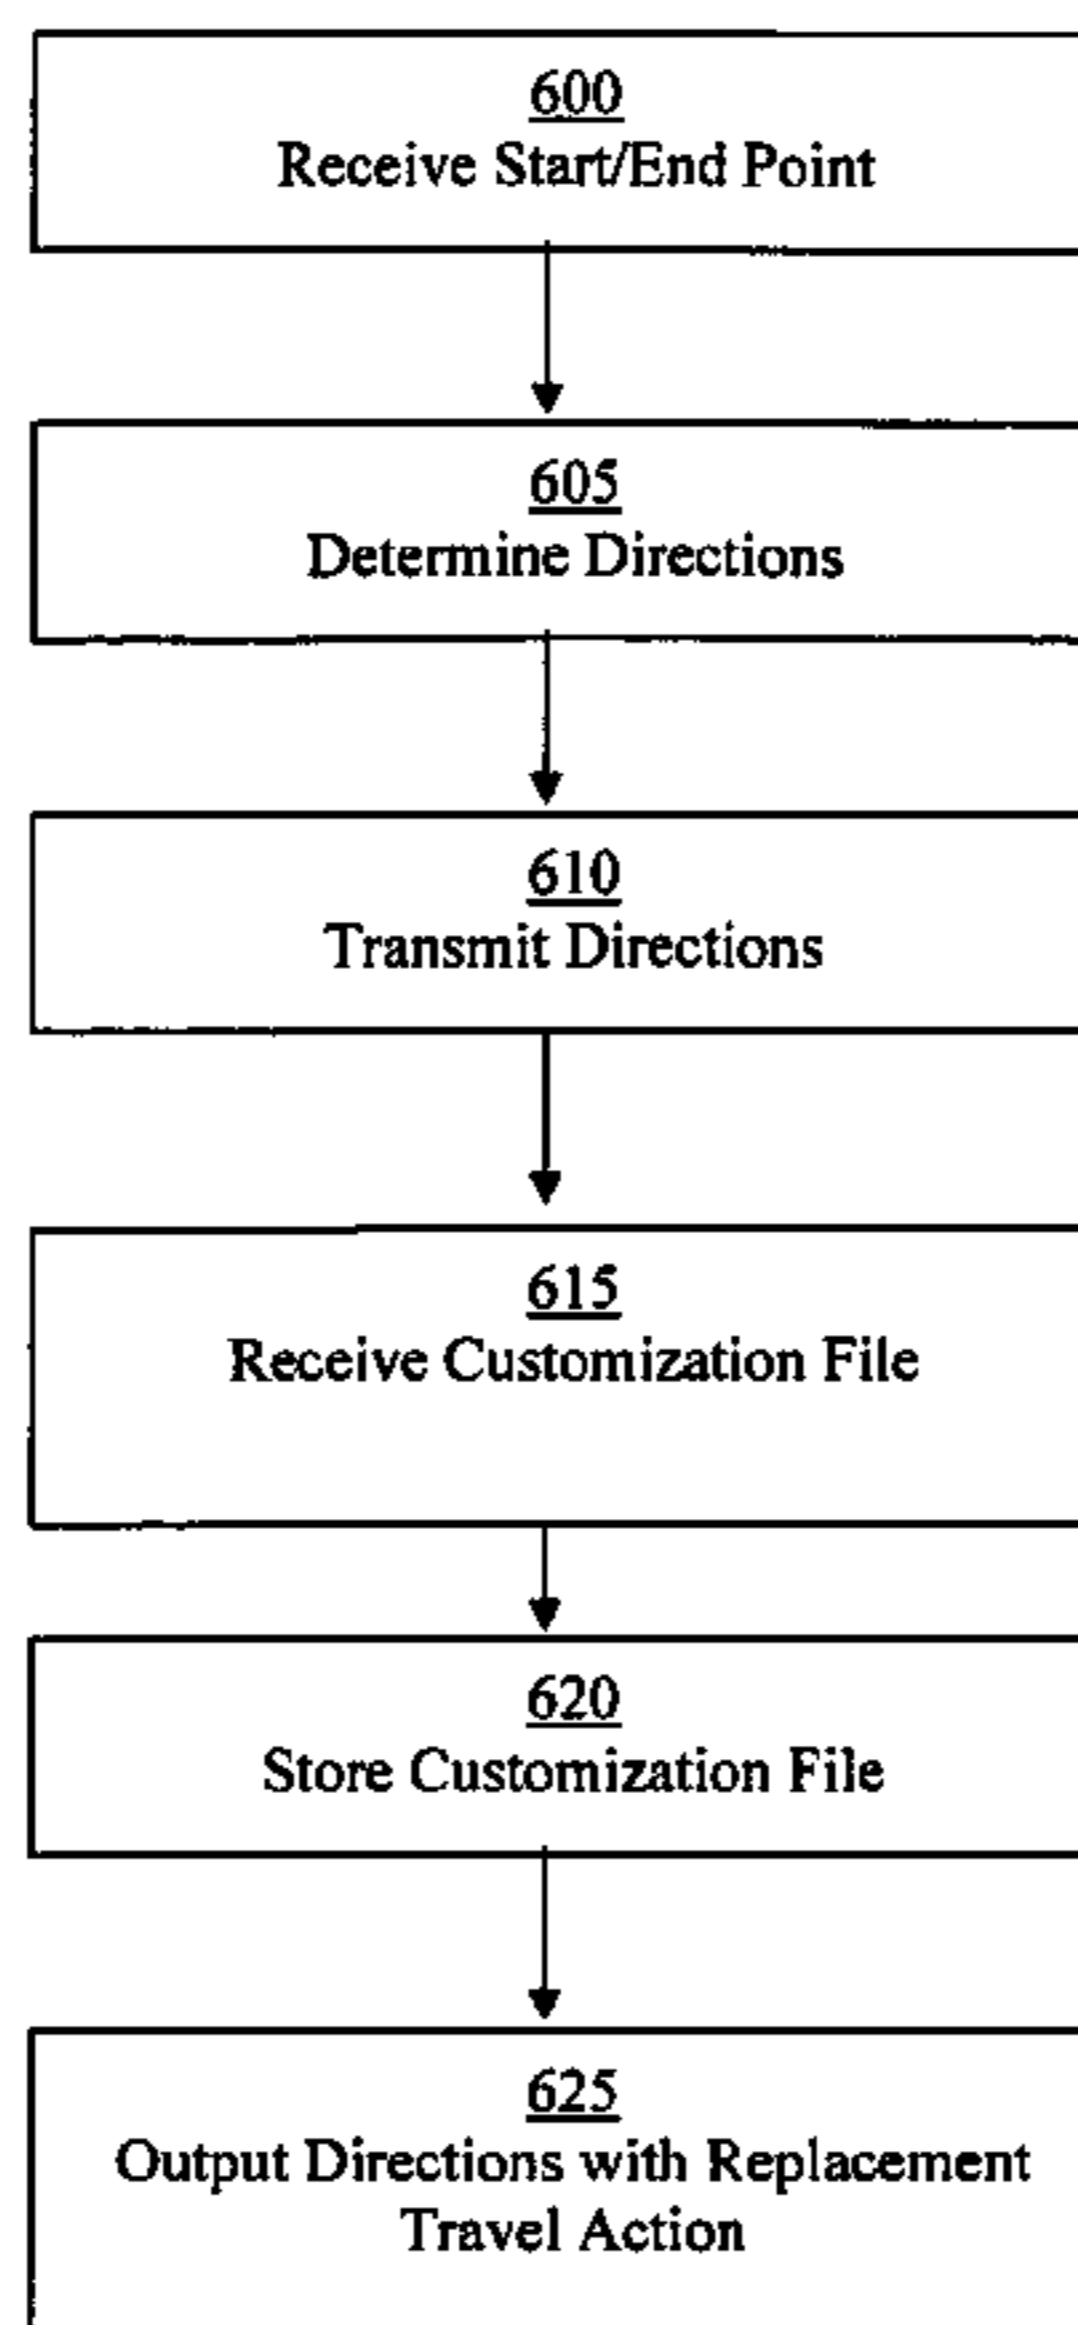 600
Receive Start/End Point
605
Determine Directions
610
Transmit Directions
615
Receive Customization File
620
Store Customization File
625
Output Directions with Replacement
Travel Action